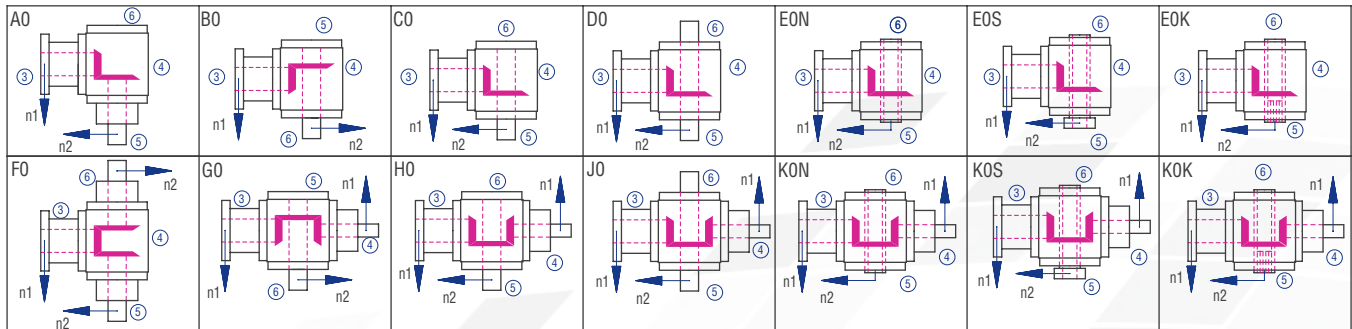 A0 ⑥ ③ ④ n1 n2 ⑤
B0 ⑤ ③ ④ n1 ⑥ n2
C0 ⑥ ③ ④ n1 n2 ⑤
D0 ⑥ ③ ④ n1 n2 ⑤
E0N ⑥ ③ ④ n1 n2 ⑤
E0S ⑥ ③ ④ n1 n2 ⑤
E0K ⑥ ③ ④ n1 n2 ⑤
F0 ⑥ n2 ③ ④ n1 n2 ⑤
G0 ③ ⑤ n1 ④ n1 ⑥ n2
H0 ③ ⑥ n1 ④ n1 n2 ⑤
J0 ③ ⑥ n1 ④ n1 n2 ⑤
K0N ③ ⑥ n1 ④ n1 n2 ⑤
K0S ③ ⑥ n1 ④ n1 n2 ⑤
K0K ③ ⑥ n1 ④ n1 n2 ⑤